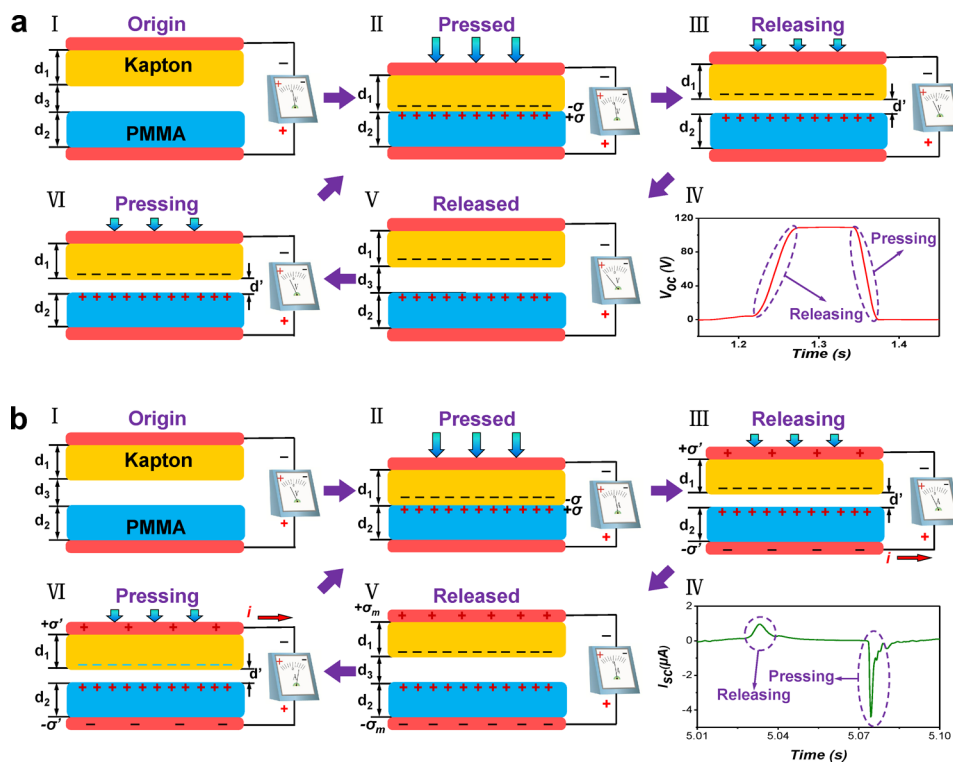 a
I
Origin
II
Pressed
III
Releasing
d1
Kapton
d3
d2
PMMA
−
+
d1
−σ
+σ
d2
−
+
d1
d'
d2
−
+
VI
Pressing
V
Released
IV
d1
d'
d2
−
+
d1
d3
d2
−
+
120
60
0
VOC (V)
Pressing
Releasing
1.2
1.3
1.4
Time (s)
b
I
Origin
II
Pressed
III
Releasing
d1
Kapton
d3
d2
PMMA
−
+
d1
−σ
+σ
d2
−
+
+σ'
d1
d'
d2
−σ'
−
+
i
VI
Pressing
V
Released
IV
+σ'
i
d1
d'
d2
−σ'
−
+
+σm
d1
d3
d2
−σm
−
+
2
0
-2
-4
ISC(μA)
Releasing
Pressing
5.01
5.04
5.07
5.10
Time (s)